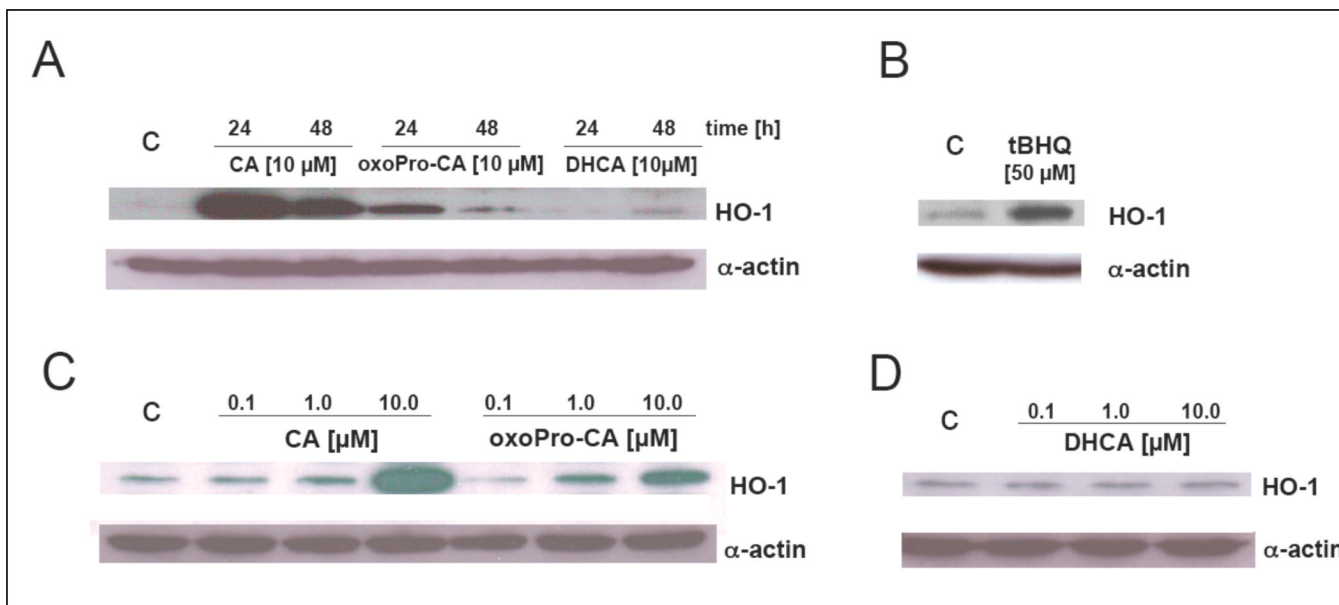 A
C
24 48 24 48 24 48 time [h]
CA [10 µM] oxoPro-CA [10 µM] DHCA [10µM]
HO-1
α-actin
B
C tBHQ
[50 µM]
HO-1
α-actin
C
C
0.1 1.0 10.0 0.1 1.0 10.0
CA [µM] oxoPro-CA [µM]
HO-1
α-actin
D
C
0.1 1.0 10.0
DHCA [µM]
HO-1
α-actin